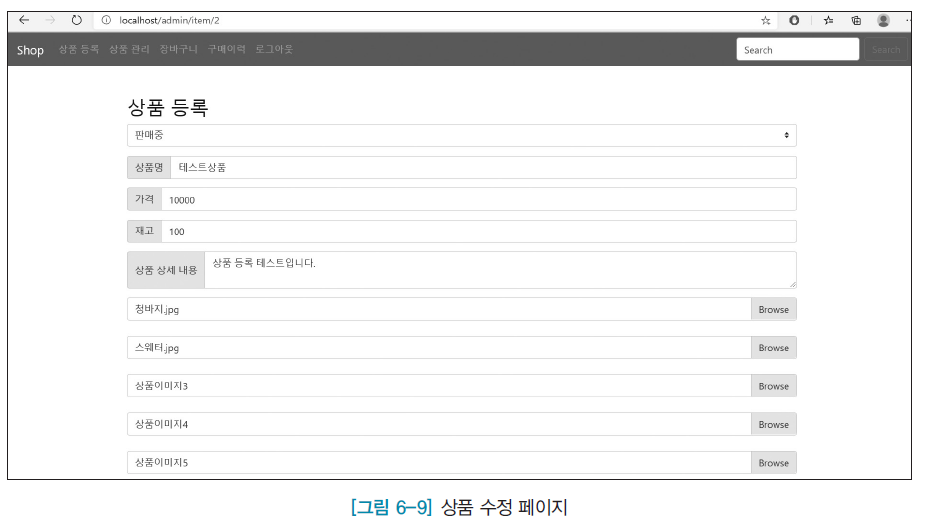 localhost/admin/item/2
Shop 상품 등록 상품 관리 장바구니 구매이력 로그아웃 Search Search
상품 등록
판매중
상품명 테스트상품
가격 10000
재고 100
상품 상세 내용 상품 등록 테스트입니다.
청바지.jpg Browse
스웨터.jpg Browse
상품이미지3 Browse
상품이미지4 Browse
상품이미지5 Browse
[그림 6-9] 상품 수정 페이지